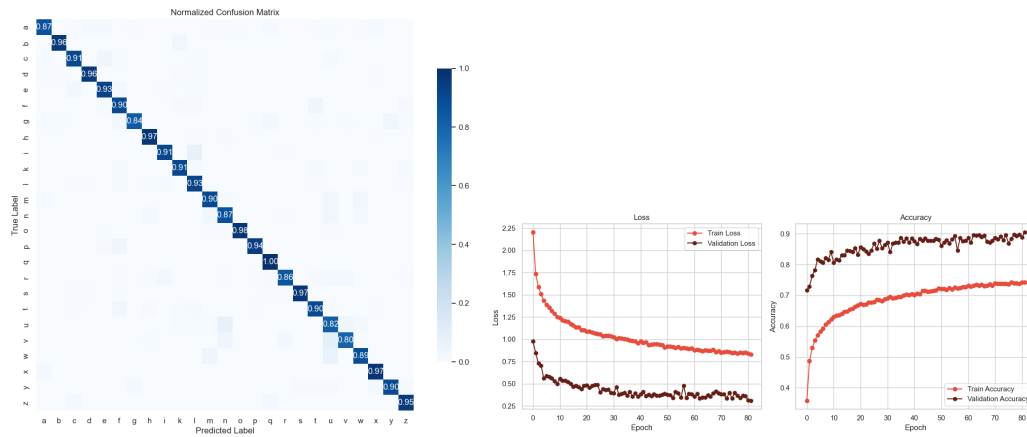 Normalized Confusion Matrix
True Label
a
b
c
d
e
f
g
h
i
k
l
m
n
o
p
q
r
s
t
u
v
w
x
y
z
0.87
0.96
0.91
0.96
0.93
0.90
0.84
0.97
0.91
0.91
0.93
0.90
0.87
0.98
0.94
1.00
0.86
0.97
0.90
0.82
0.80
0.89
0.97
0.90
0.95
a b c d e f g h i k l m n o p q r s t u v w x y z
Predicted Label
1.0
0.8
0.6
0.4
0.2
0.0
Loss
Train Loss
Validation Loss
Loss
2.25
2.00
1.75
1.50
1.25
1.00
0.75
0.50
0.25
0 10 20 30 40 50 60 70 80
Epoch
Accuracy
Accuracy
0.9
0.8
0.7
0.6
0.5
0.4
Train Accuracy
Validation Accuracy
0 10 20 30 40 50 60 70 80
Epoch